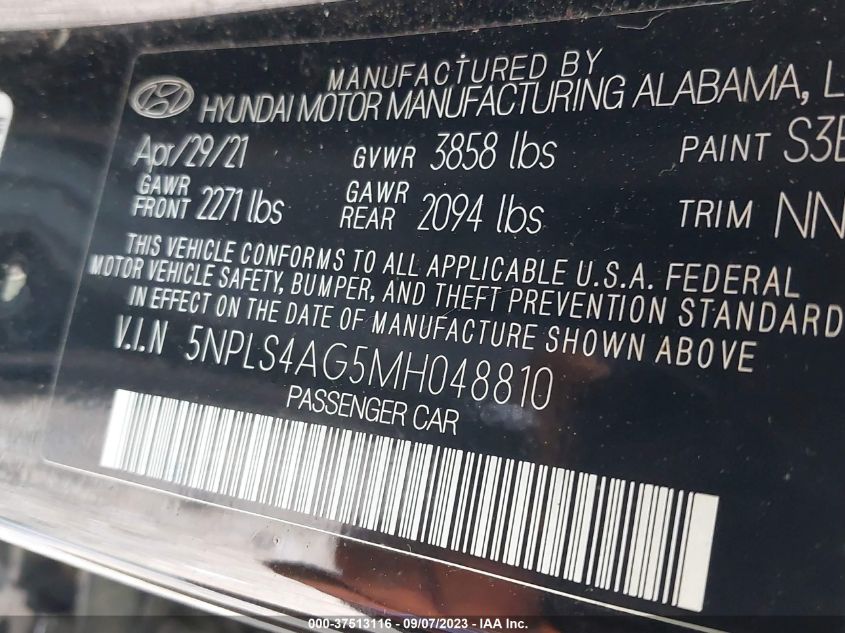 MANUFACTURED BY
HYUNDAI MOTOR MANUFACTURING ALABAMA, L
Apr/29/21 GVWR 3858 lbs PAINT S3B
GAWR FRONT 2271 lbs GAWR REAR 2094 lbs TRIM NN
THIS VEHICLE CONFORMS TO ALL APPLICABLE U.S.A. FEDERAL
MOTOR VEHICLE SAFETY, BUMPER, AND THEFT PREVENTION STANDARD
IN EFFECT ON THE DATE OF MANUFACTURE SHOWN ABOVE
V.I.N 5NPLS4AG5MH048810
PASSENGER CAR
000-37513116 - 09/07/2023 - IAA Inc.